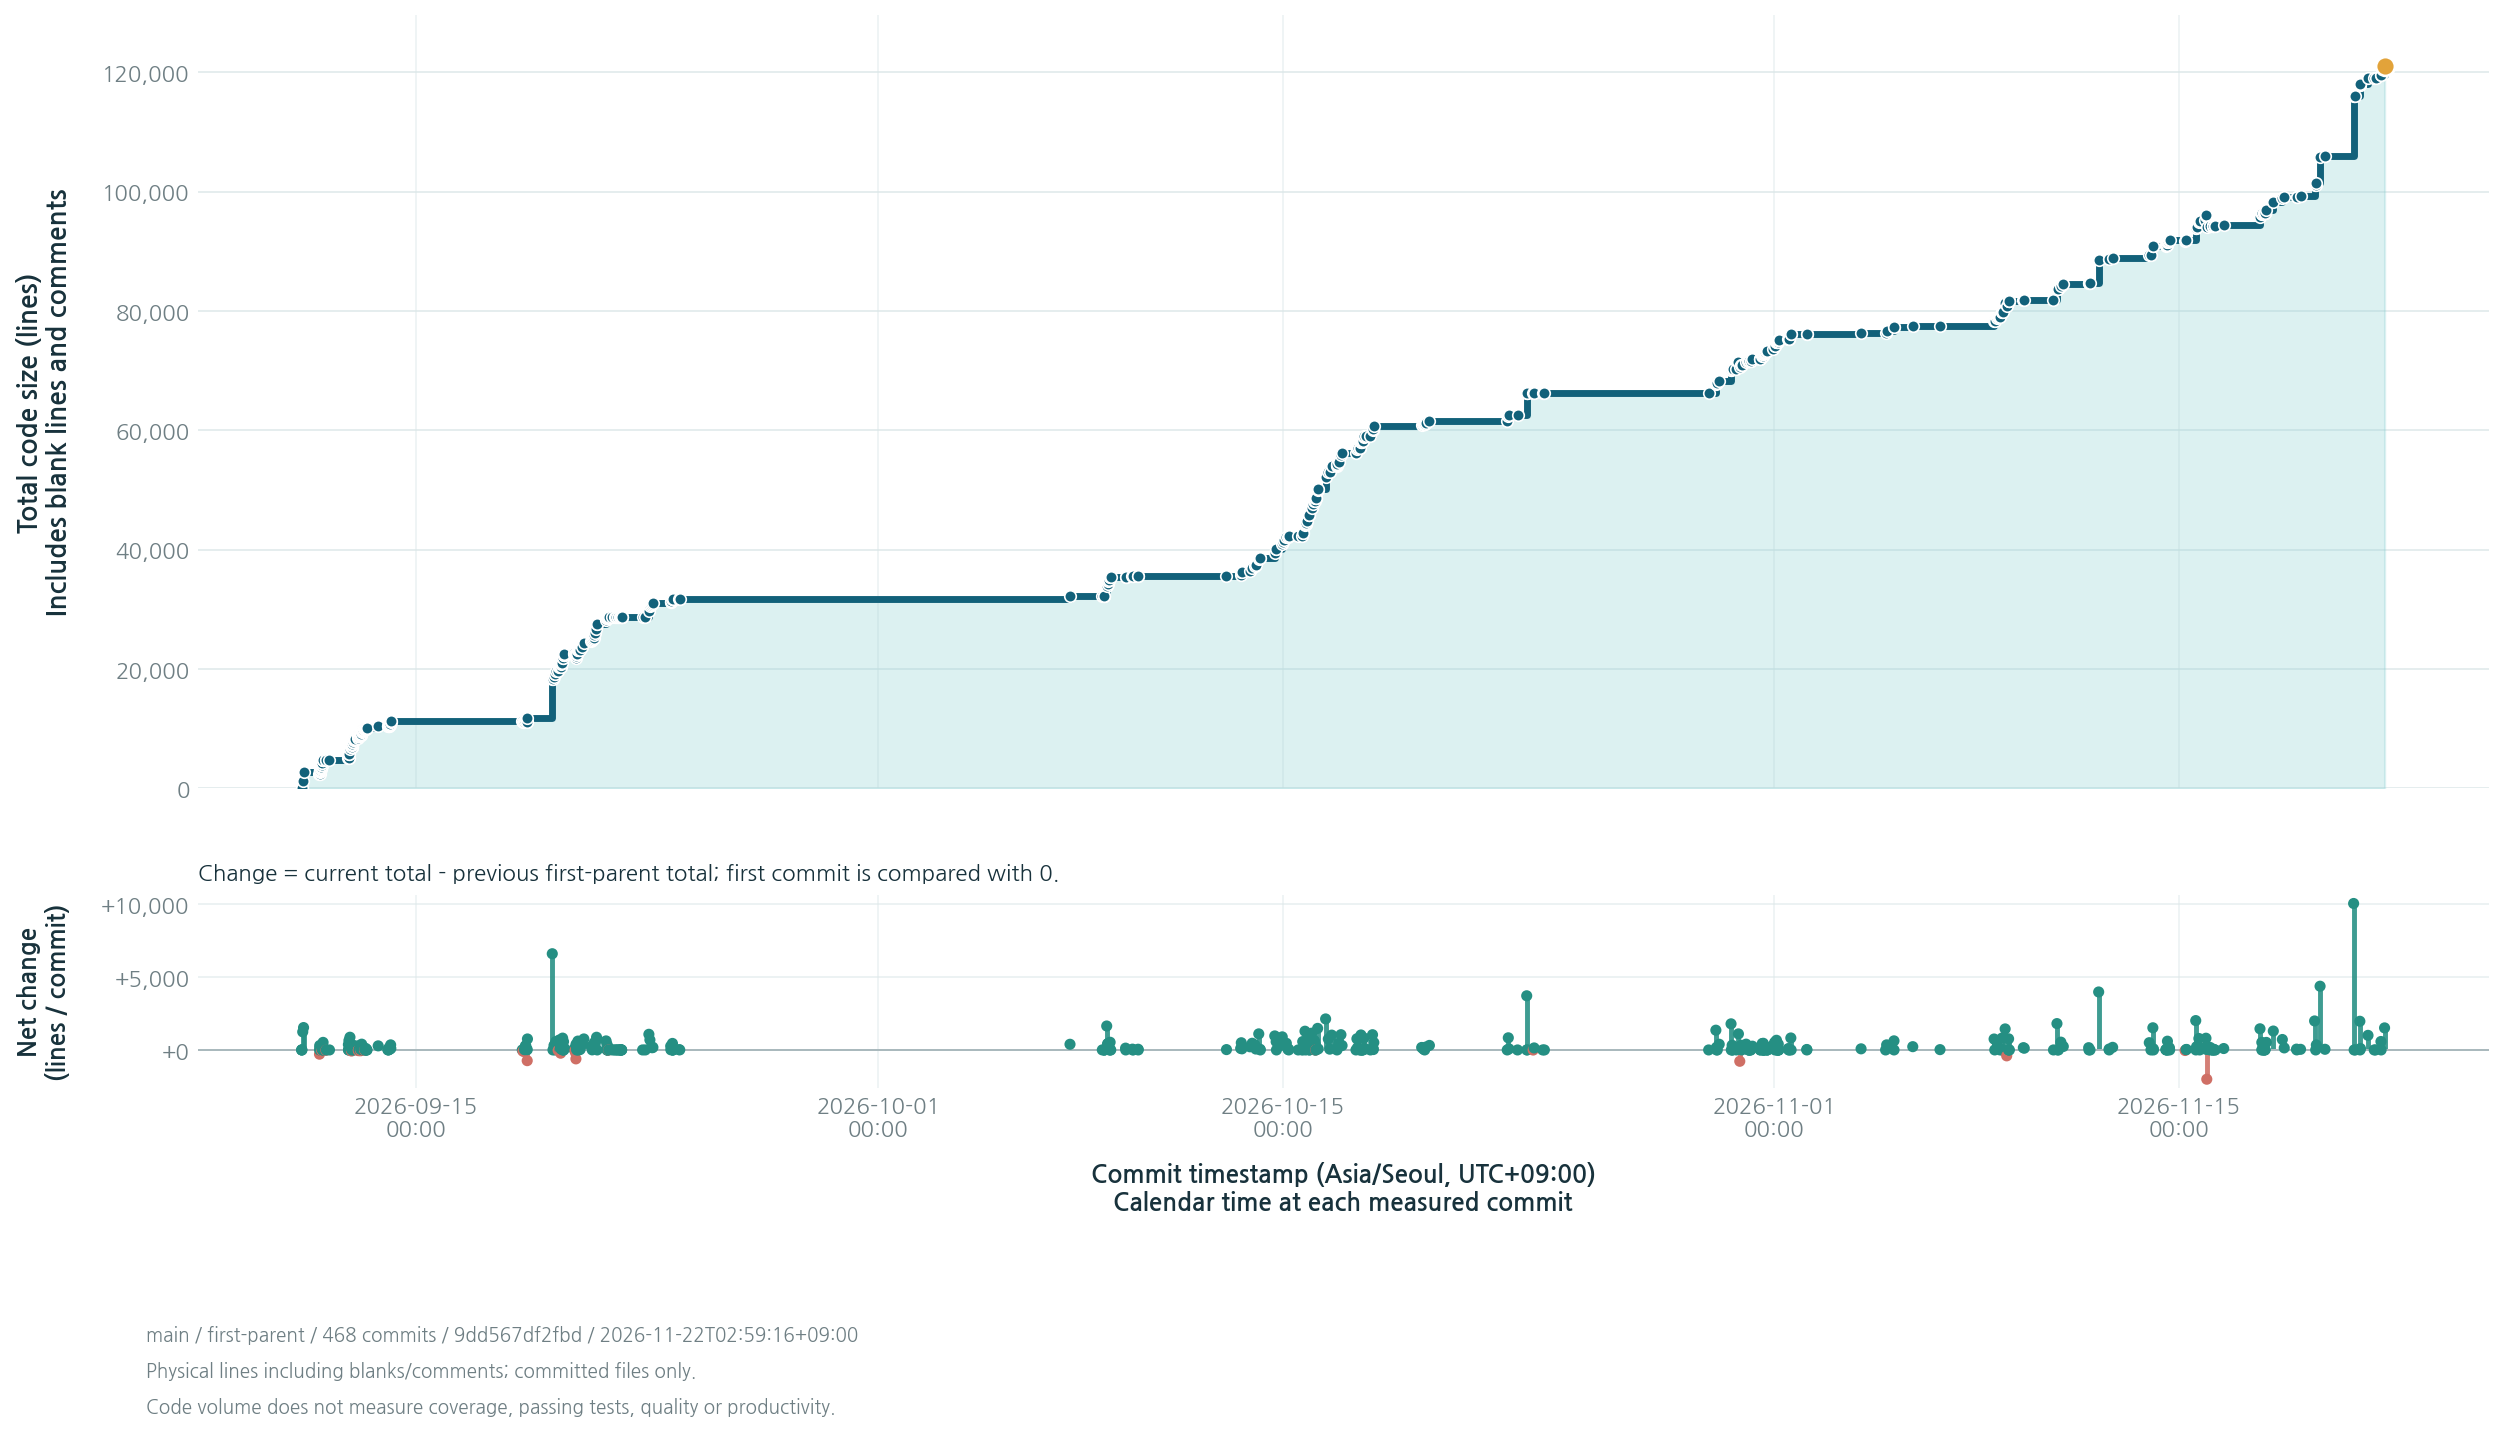 Total code size (lines)
Includes blank lines and comments
120,000
100,000
80,000
60,000
40,000
20,000
0
Change = current total - previous first-parent total; first commit is compared with 0.
Net change
(lines / commit)
+10,000
+5,000
+0
2026-09-15
00:00
2026-10-01
00:00
2026-10-15
00:00
2026-11-01
00:00
2026-11-15
00:00
Commit timestamp (Asia/Seoul, UTC+09:00)
Calendar time at each measured commit
main / first-parent / 468 commits / 9dd567df2fbd / 2026-11-22T02:59:16+09:00
Physical lines including blanks/comments; committed files only.
Code volume does not measure coverage, passing tests, quality or productivity.